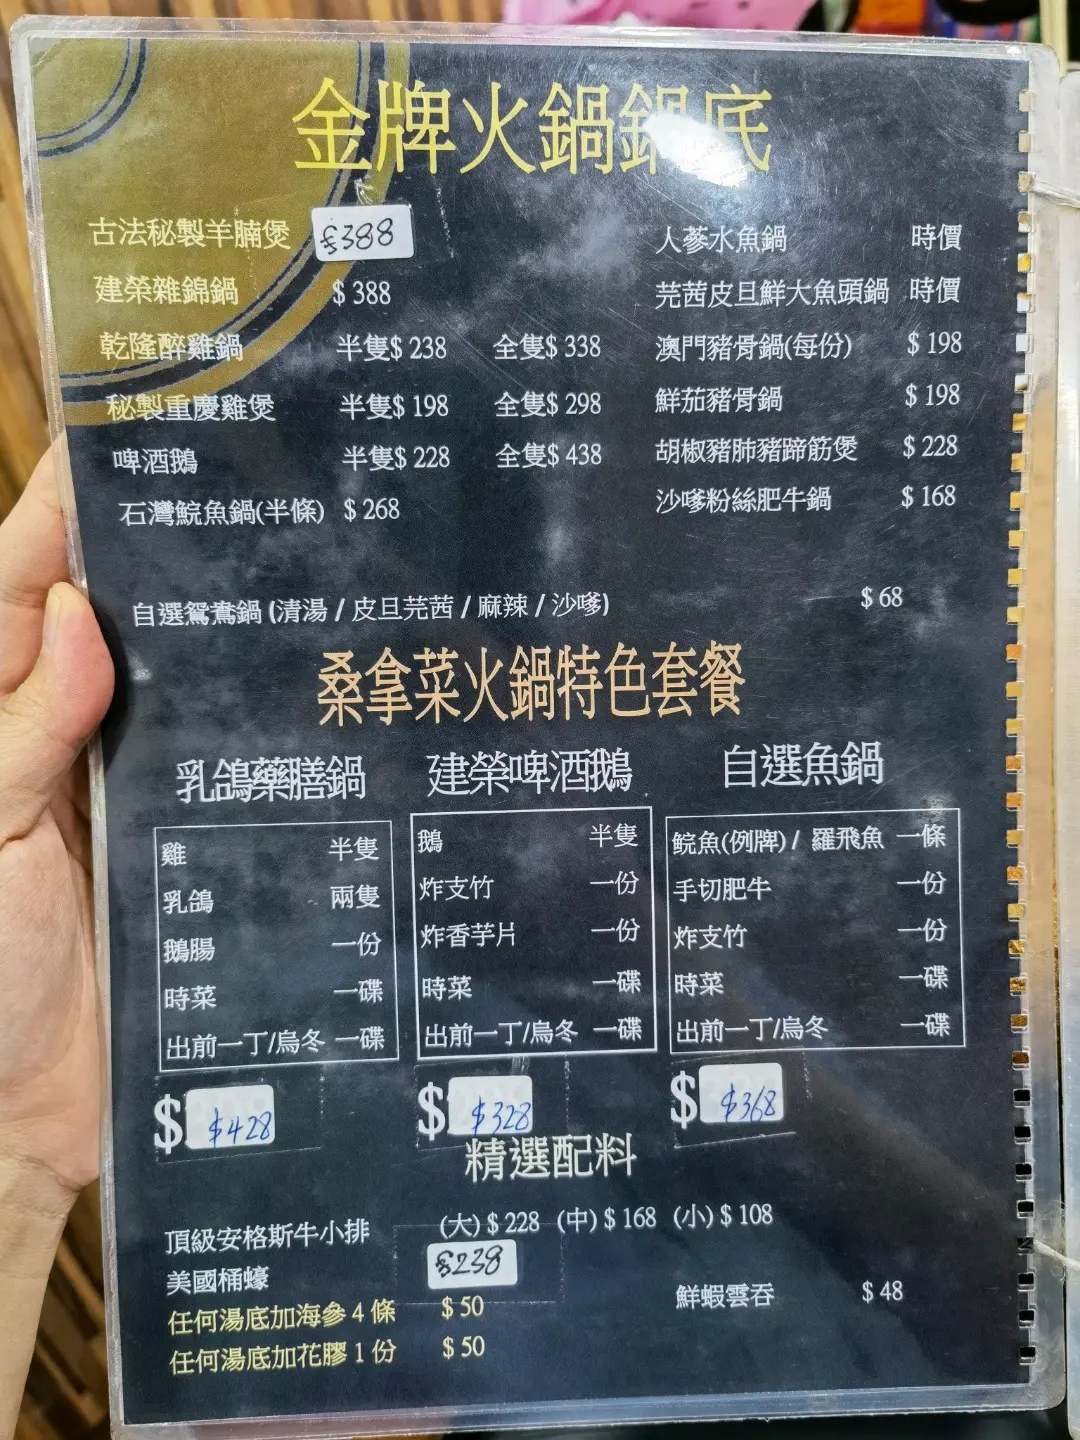 金牌火鍋鍋底
古法秘製羊腩煲 $388
建榮雜錦鍋 $ 388
乾隆醉雞鍋 半隻$ 238 全隻$ 338
秘製重慶雞煲 半隻$ 198 全隻$ 298
啤酒鵝 半隻$ 228 全隻$ 438
石灣鯇魚鍋(半條) $ 268
人蔘水魚鍋 時價
芫茜皮旦鮮大魚頭鍋 時價
澳門豬骨鍋(每份) $ 198
鮮茄豬骨鍋 $ 198
胡椒豬肺豬蹄筋煲 $ 228
沙嗲粉絲肥牛鍋 $ 168
自選鴛鴦鍋 (清湯 / 皮旦芫茜 / 麻辣 / 沙嗲) $ 68
桑拿菜火鍋特色套餐
乳鴿藥膳鍋
雞 半隻
乳鴿 兩隻
鵝腸 一份
時菜 一碟
出前一丁/烏冬 一碟
$ $428
建榮啤酒鵝
鵝 半隻
炸支竹 一份
炸香芋片 一份
時菜 一碟
出前一丁/烏冬 一碟
$ $328
自選魚鍋
鯇魚(例牌) / 羅飛魚 一條
手切肥牛 一份
炸支竹 一份
時菜 一碟
出前一丁/烏冬 一碟
$ $368
精選配料
頂級安格斯牛小排 (大) $ 228 (中) $ 168 (小) $ 108
美國桶蠔 $238
任何湯底加海參 4 條 $ 50
任何湯底加花膠 1 份 $ 50
鮮蝦雲吞 $ 48